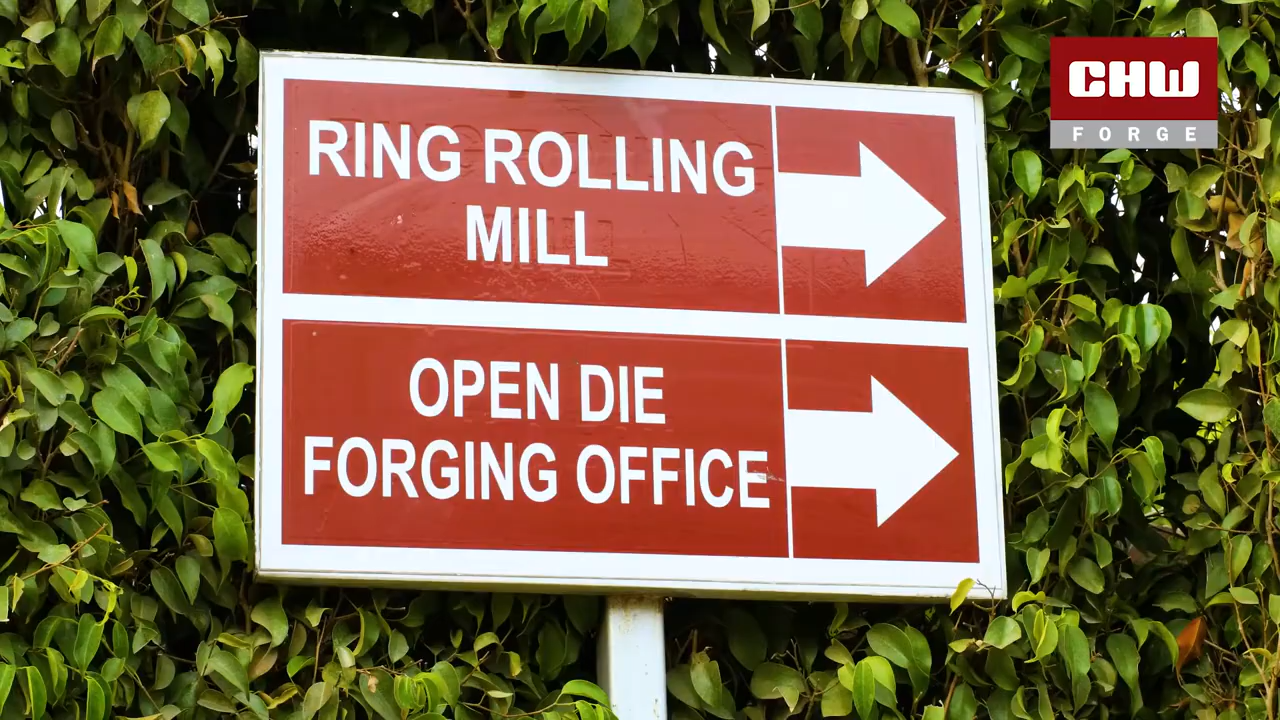 CHW
FORGE
RING ROLLING
MILL
OPEN DIE
FORGING OFFICE